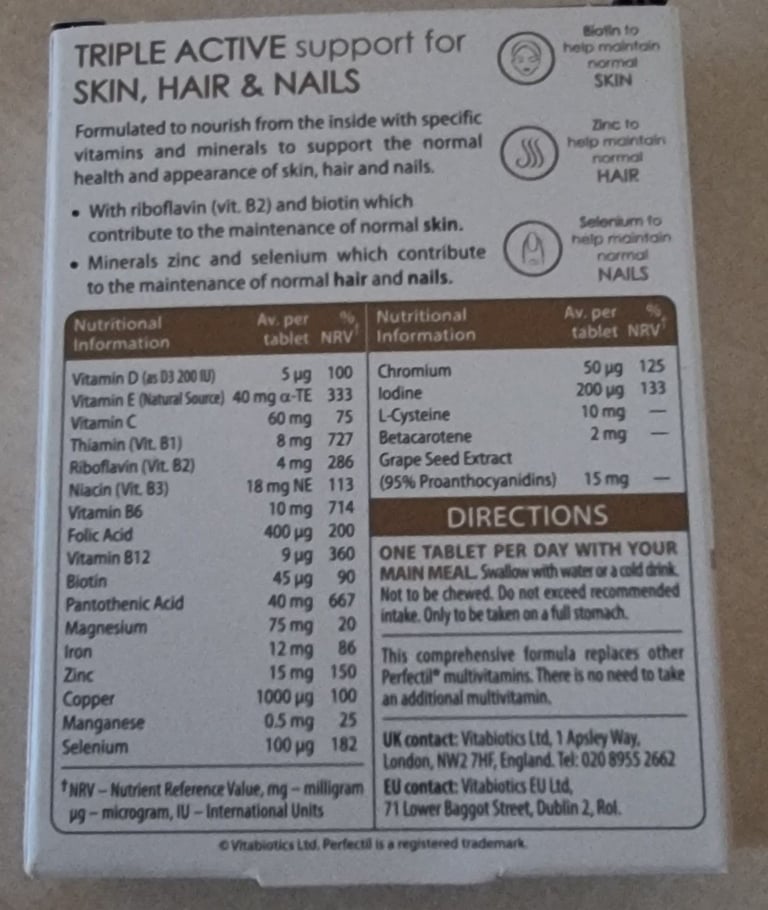 TRIPLE ACTIVE support for
SKIN, HAIR & NAILS
Formulated to nourish from the inside with specific
vitamins and minerals to support the normal
health and appearance of skin, hair and nails.
• With riboflavin (vit. B2) and biotin which
contribute to the maintenance of normal skin.
• Minerals zinc and selenium which contribute
to the maintenance of normal hair and nails.
Biotin to
help maintain
normal
SKIN
Zinc to
help maintain
normal
HAIR
Selenium to
help maintain
normal
NAILS
Nutritional Av. per %
Information tablet NRV†
Vitamin D (as D3 200 IU) 5 µg 100
Vitamin E (Natural Source) 40 mg α-TE 333
Vitamin C 60 mg 75
Thiamin (Vit. B1) 8 mg 727
Riboflavin (Vit. B2) 4 mg 286
Niacin (Vit. B3) 18 mg NE 113
Vitamin B6 10 mg 714
Folic Acid 400 µg 200
Vitamin B12 9 µg 360
Biotin 45 µg 90
Pantothenic Acid 40 mg 667
Magnesium 75 mg 20
Iron 12 mg 86
Zinc 15 mg 150
Copper 1000 µg 100
Manganese 0.5 mg 25
Selenium 100 µg 182
†NRV – Nutrient Reference Value, mg – milligram
µg – microgram, IU – International Units
Nutritional Av. per %
Information tablet NRV†
Chromium 50 µg 125
Iodine 200 µg 133
L-Cysteine 10 mg —
Betacarotene 2 mg —
Grape Seed Extract
(95% Proanthocyanidins) 15 mg —
DIRECTIONS
ONE TABLET PER DAY WITH YOUR
MAIN MEAL. Swallow with water or a cold drink.
Not to be chewed. Do not exceed recommended
intake. Only to be taken on a full stomach.
This comprehensive formula replaces other
Perfectil® multivitamins. There is no need to take
an additional multivitamin.
UK contact: Vitabiotics Ltd, 1 Apsley Way,
London, NW2 7HF, England. Tel: 020 8955 2662
EU contact: Vitabiotics EU Ltd,
71 Lower Baggot Street, Dublin 2, RoI.
© Vitabiotics Ltd. Perfectil is a registered trademark.